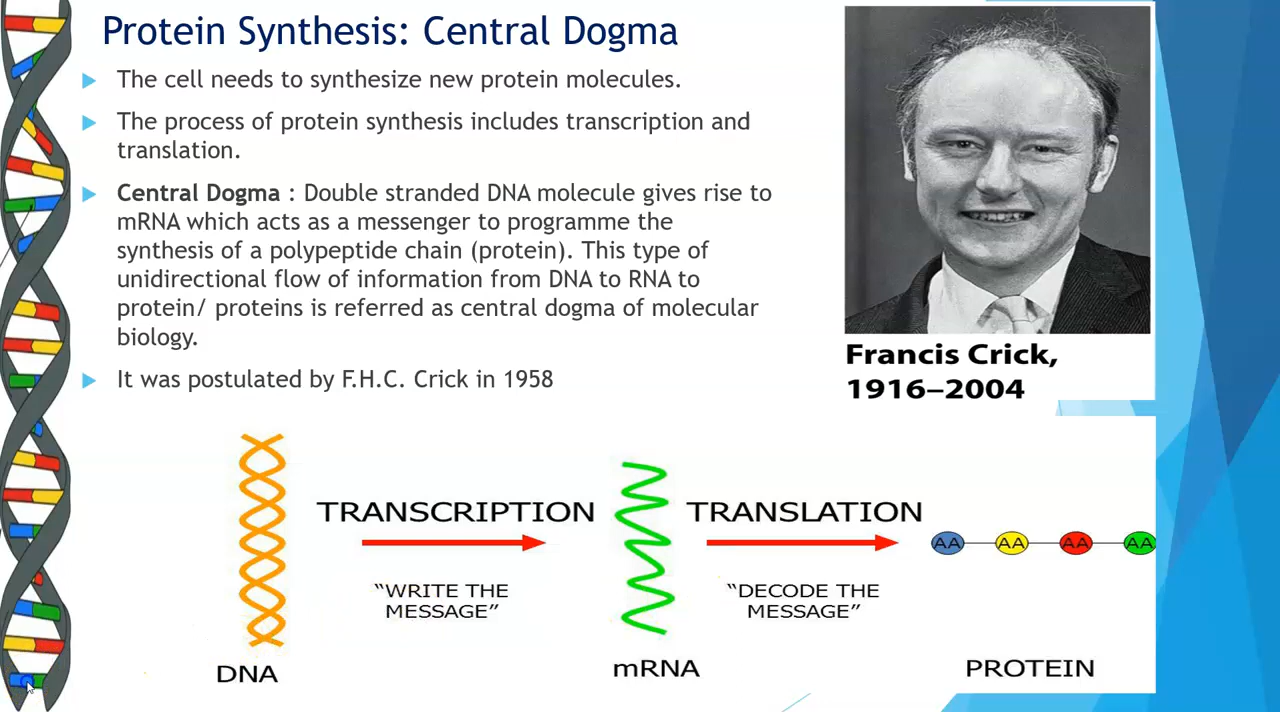 Protein Synthesis: Central Dogma
The cell needs to synthesize new protein molecules.
The process of protein synthesis includes transcription and
translation.
Central Dogma : Double stranded DNA molecule gives rise to
mRNA which acts as a messenger to programme the
synthesis of a polypeptide chain (protein). This type of
unidirectional flow of information from DNA to RNA to
protein/ proteins is referred as central dogma of molecular
biology.
It was postulated by F.H.C. Crick in 1958
Francis Crick,
1916–2004
TRANSCRIPTION
TRANSLATION
AA AA AA AA
“WRITE THE
MESSAGE”
“DECODE THE
MESSAGE”
DNA
mRNA
PROTEIN